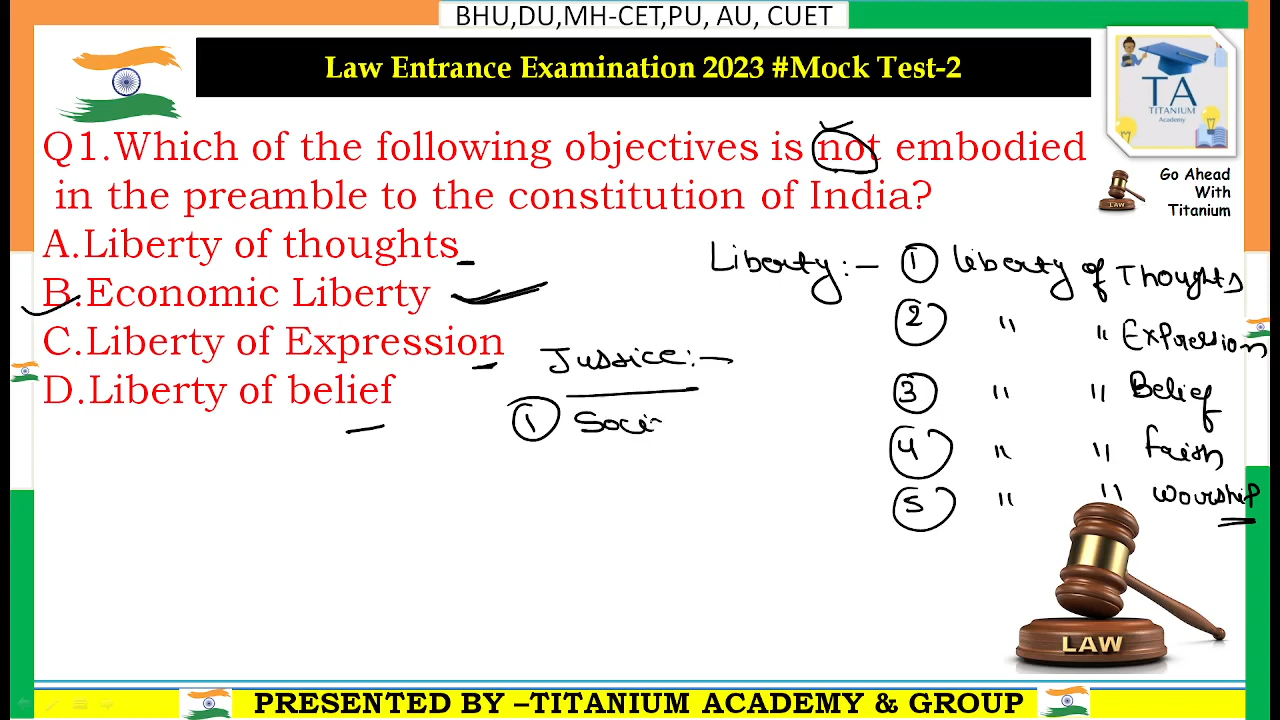 BHU,DU,MH-CET,PU, AU, CUET
Law Entrance Examination 2023 #Mock Test-2
TA
TITANIUM
Academy
Go Ahead
With
Titanium
LAW
Q1.Which of the following objectives is not embodied
in the preamble to the constitution of India?
A.Liberty of thoughts
B.Economic Liberty
C.Liberty of Expression
D.Liberty of belief
Justice:-
① Soci
Liberty:- ① liberty of Thoughts
② " " Expression
③ " " Belief
④ " " faith
⑤ " " worship
LAW
PRESENTED BY –TITANIUM ACADEMY & GROUP